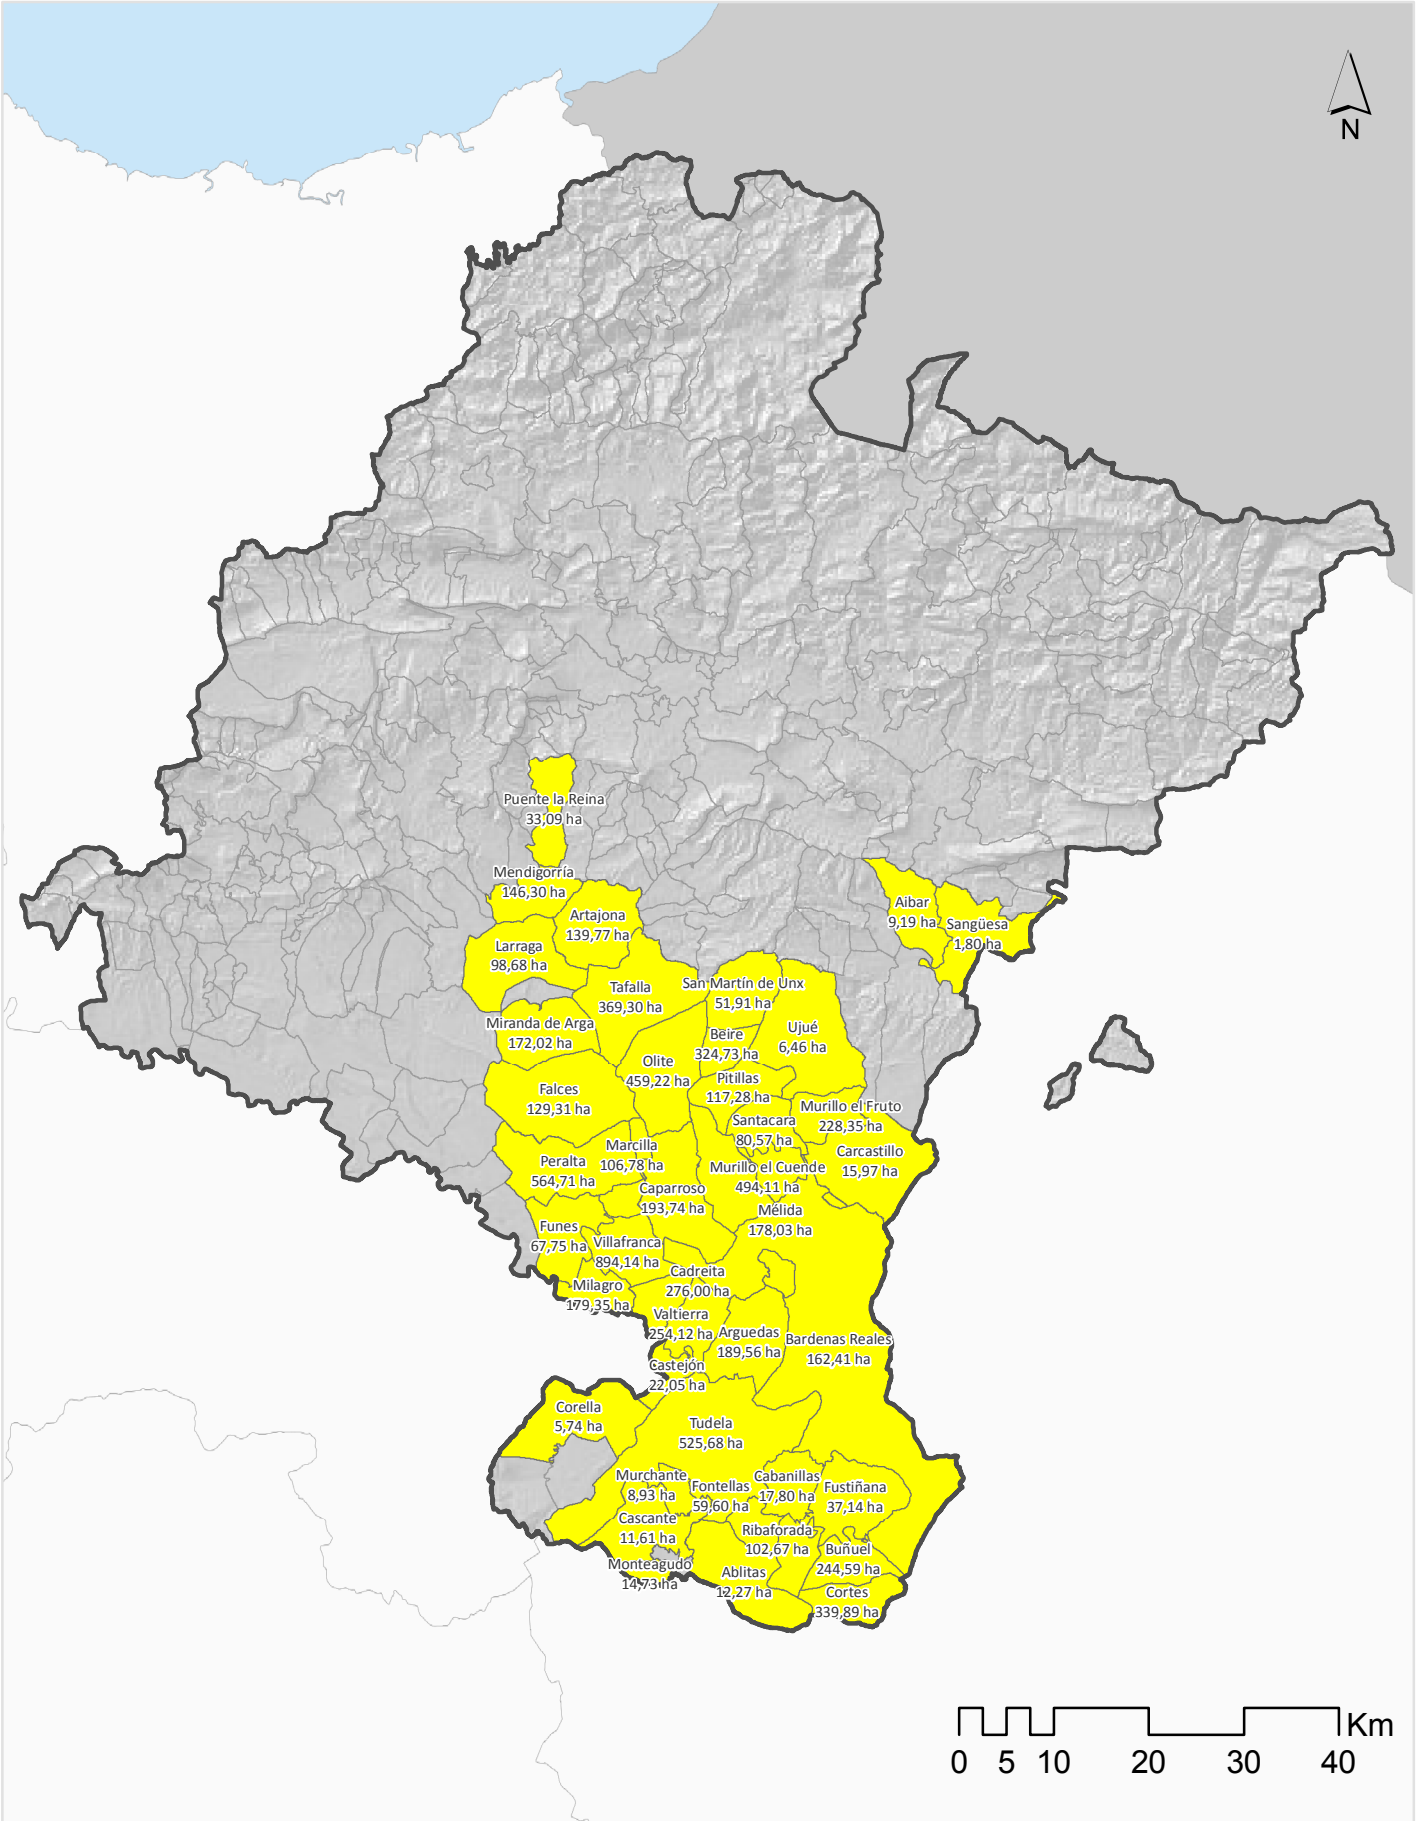 N
Puente la Reina
33,09 ha
Mendigorría
146,30 ha
Artajona
139,77 ha
Aibar
9,19 ha
Sangüesa
1,80 ha
Larraga
98,68 ha
Tafalla
369,30 ha
San Martín de Unx
51,91 ha
Miranda de Arga
172,02 ha
Beire
324,73 ha
Ujué
6,46 ha
Olite
459,22 ha
Falces
129,31 ha
Pitillas
117,28 ha
Murillo el Fruto
228,35 ha
Santacara
80,57 ha
Marcilla
106,78 ha
Carcastillo
15,97 ha
Peralta
564,71 ha
Murillo el Cuende
494,11 ha
Caparroso
193,74 ha
Mélida
178,03 ha
Funes
67,75 ha
Villafranca
894,14 ha
Cadreita
276,00 ha
Milagro
179,35 ha
Valtierra
254,12 ha
Arguedas
189,56 ha
Bardenas Reales
162,41 ha
Castejón
22,05 ha
Corella
5,74 ha
Tudela
525,68 ha
Murchante
8,93 ha
Fontellas
59,60 ha
Cabanillas
17,80 ha
Fustiñana
37,14 ha
Cascante
11,61 ha
Ribaforada
102,67 ha
Buñuel
244,59 ha
Monteagudo
14,73 ha
Ablitas
12,27 ha
Cortes
339,89 ha
Km
0 5 10 20 30 40